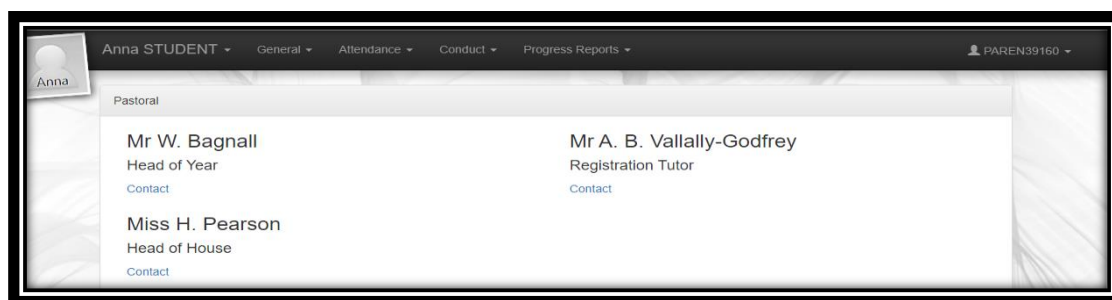 Anna STUDENT General Attendance Conduct Progress Reports PAREN39160
Anna
Pastoral
Mr W. Bagnall
Head of Year
Contact
Mr A. B. Vallally-Godfrey
Registration Tutor
Contact
Miss H. Pearson
Head of House
Contact